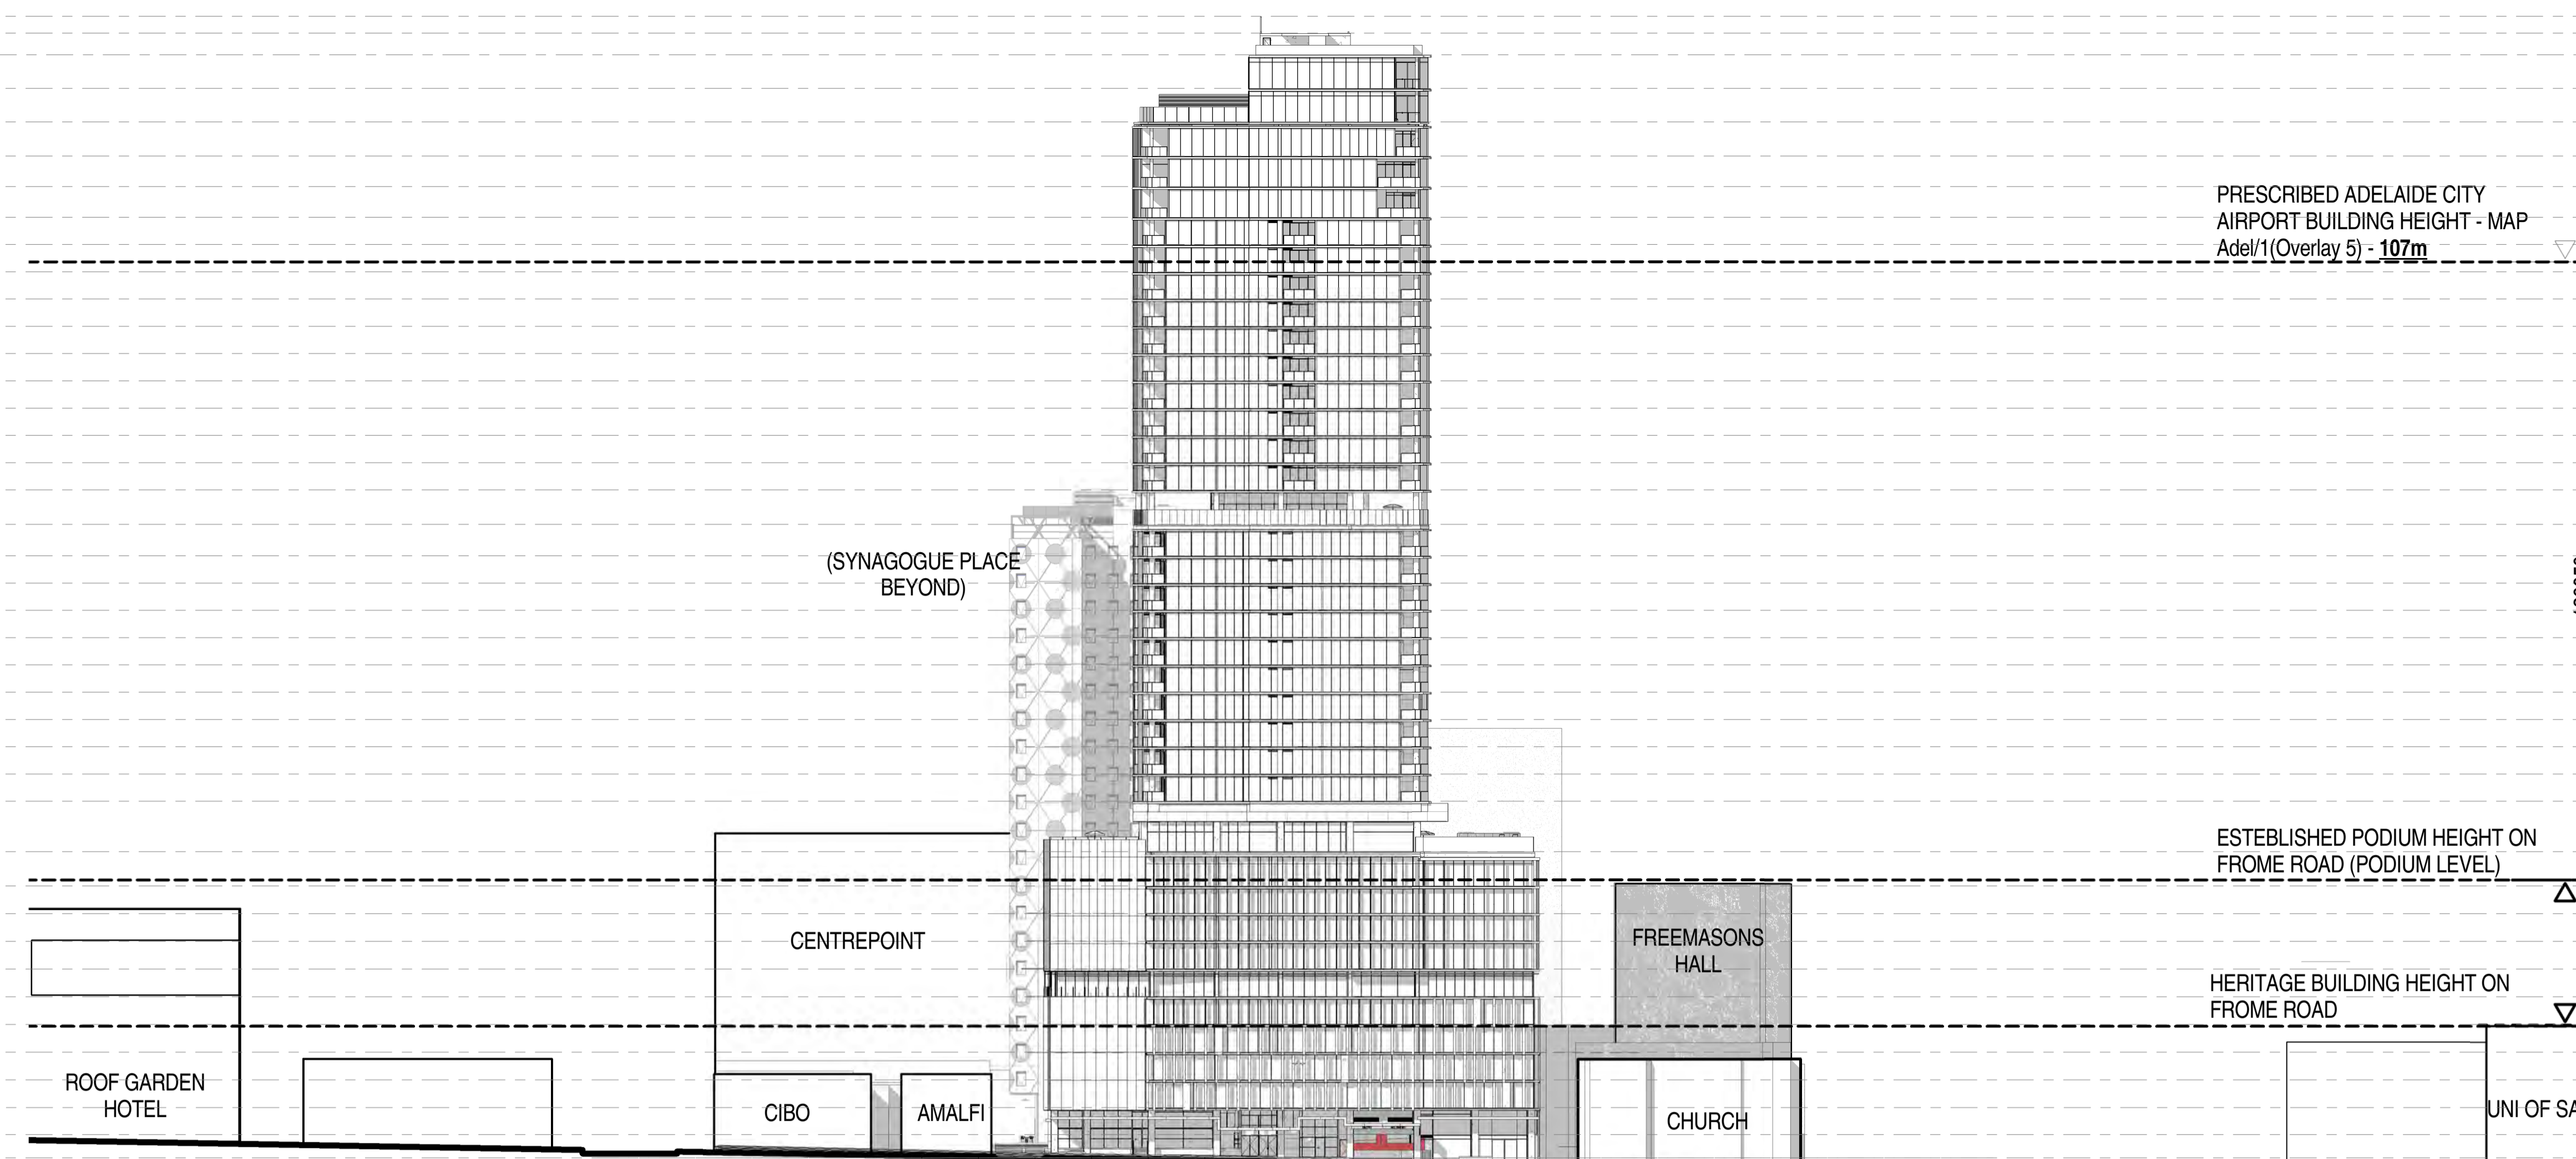 PRESCRIBED ADELAIDE CITY
AIRPORT BUILDING HEIGHT - MAP
Adel/1(Overlay 5) - 107m
(SYNAGOGUE PLACE
BEYOND)
ESTEBLISHED PODIUM HEIGHT ON
FROME ROAD (PODIUM LEVEL)
CENTREPOINT
FREEMASONS
HALL
HERITAGE BUILDING HEIGHT ON
FROME ROAD
ROOF GARDEN
HOTEL
CIBO
AMALFI
CHURCH
UNI OF SA